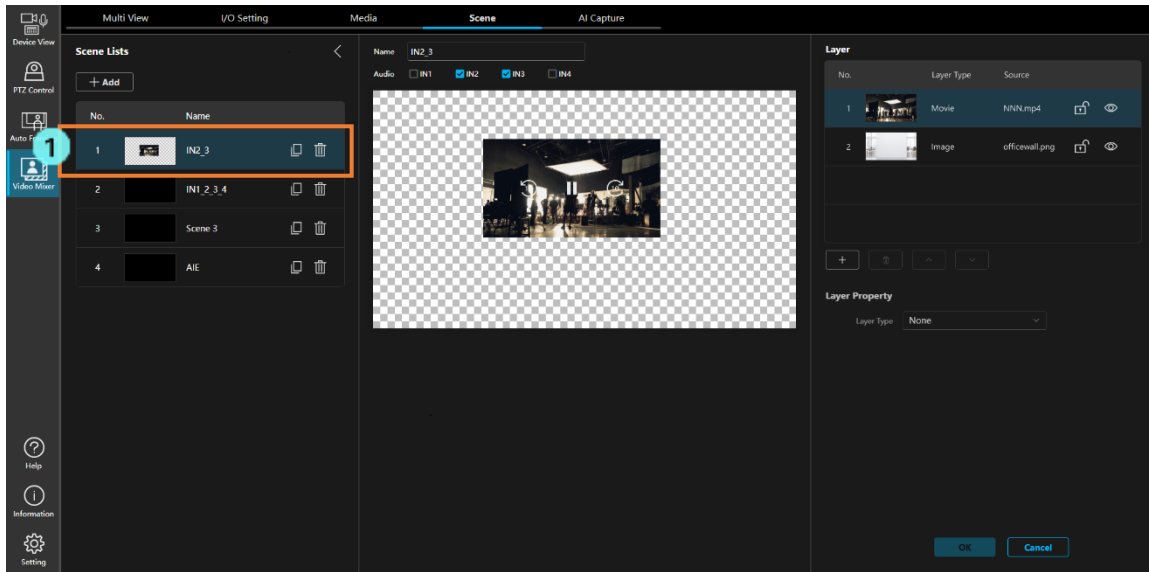 Multi View
I/O Setting
Media
Scene
AI Capture
Device View
PTZ Control
Auto
Video Mixer
Help
Information
Setting
1
Scene Lists
+ Add
No. Name
1 IN2_3
2 IN1_2_3_4
3 Scene 3
4 AIE
Name IN2_3
Audio IN1 IN2 IN3 IN4
Layer
No. Layer Type Source
1 Movie NNN.mp4
2 Image officewall.png
Layer Property
Layer Type None
OK Cancel